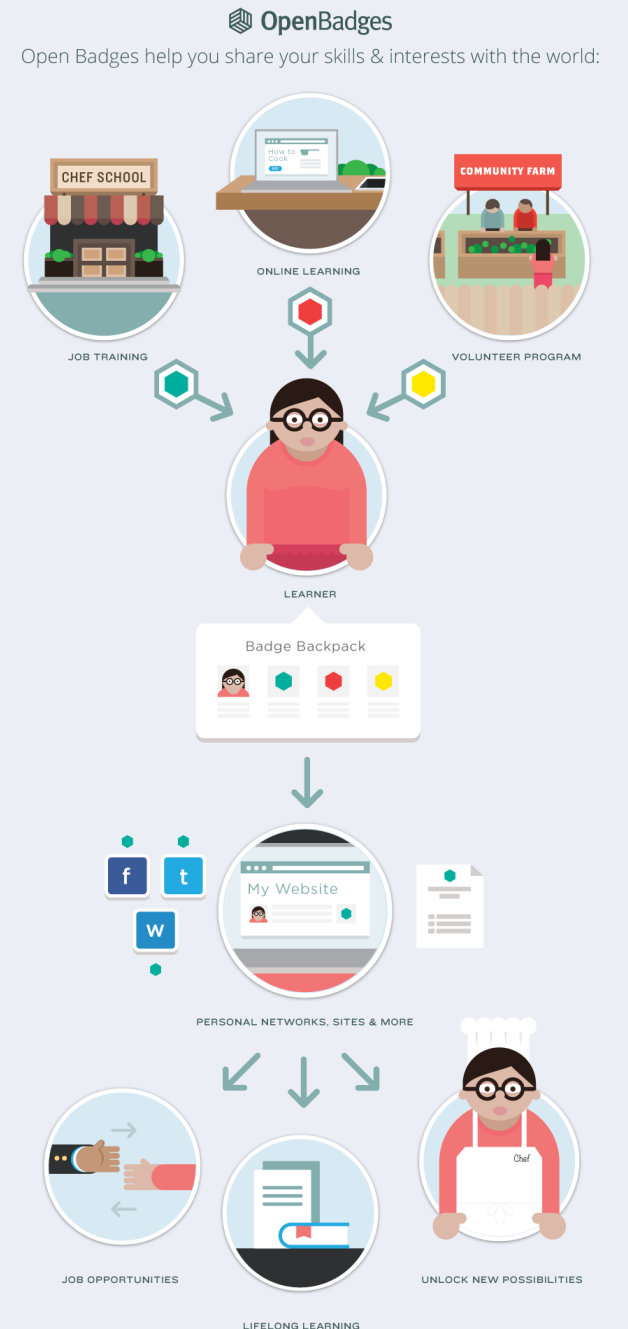 OpenBadges
Open Badges help you share your skills & interests with the world:
CHEF SCHOOL
How to
Cook
COMMUNITY FARM
ONLINE LEARNING
JOB TRAINING
VOLUNTEER PROGRAM
LEARNER
Badge Backpack
f
t
W
My Website
PERSONAL NETWORKS, SITES & MORE
Chef
JOB OPPORTUNITIES
UNLOCK NEW POSSIBILITIES
LIFELONG LEARNING